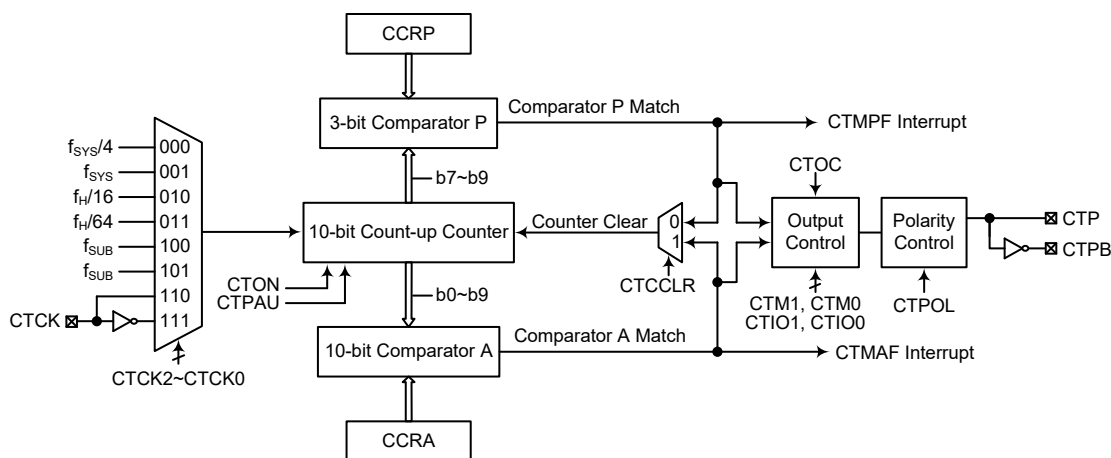 CCRP
3-bit Comparator P
Comparator P Match
CTMPF Interrupt
b7~b9
fSYS/4
fSYS
fH/16
fH/64
fSUB
fSUB
CTCK
000
001
010
011
100
101
110
111
CTCK2~CTCK0
10-bit Count-up Counter
CTON
CTPAU
Counter Clear
0
1
CTCCLR
CTOC
Output
Control
CTM1, CTM0
CTIO1, CTIO0
Polarity
Control
CTPOL
CTP
CTPB
b0~b9
10-bit Comparator A
Comparator A Match
CTMAF Interrupt
CCRA